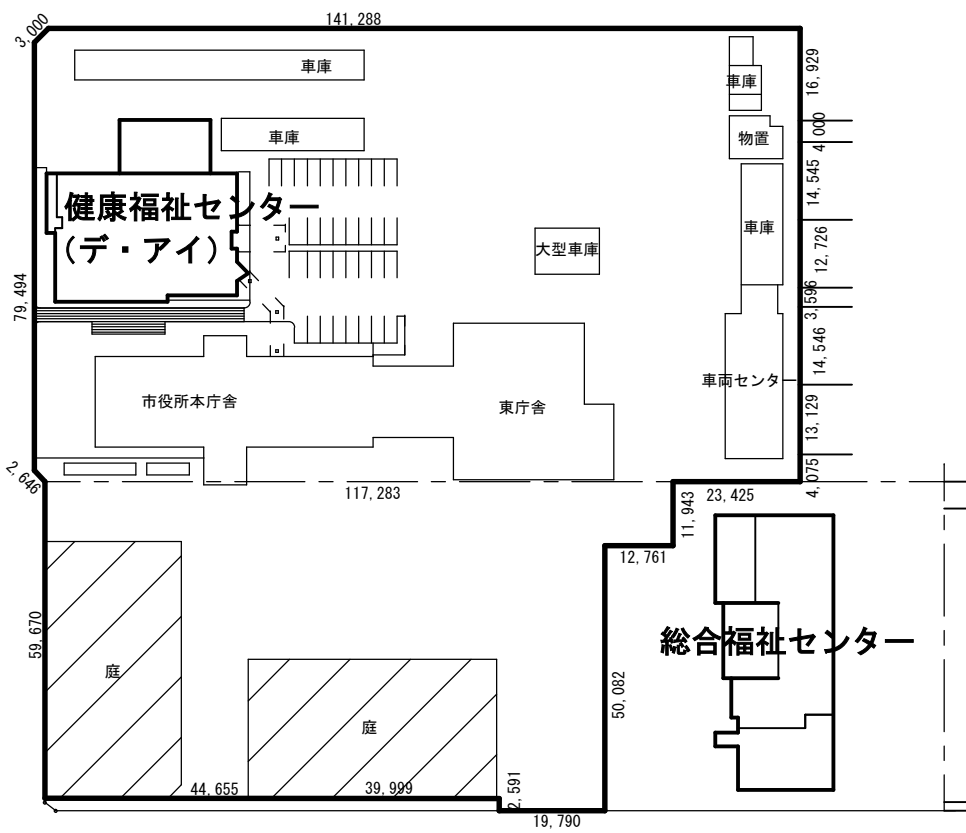 141,288
3,000
車庫
車庫
16,929
車庫
物置
4,000
健康福祉センター
(デ・アイ)
14,545
車庫
大型車庫
12,726
79,494
3,596
14,546
車両センター
市役所本庁舎
東庁舎
13,129
2,646
4,075
117,283
23,425
11,943
12,761
59,670
総合福祉センター
庭
50,082
庭
44,655
39,999
2,591
19,790